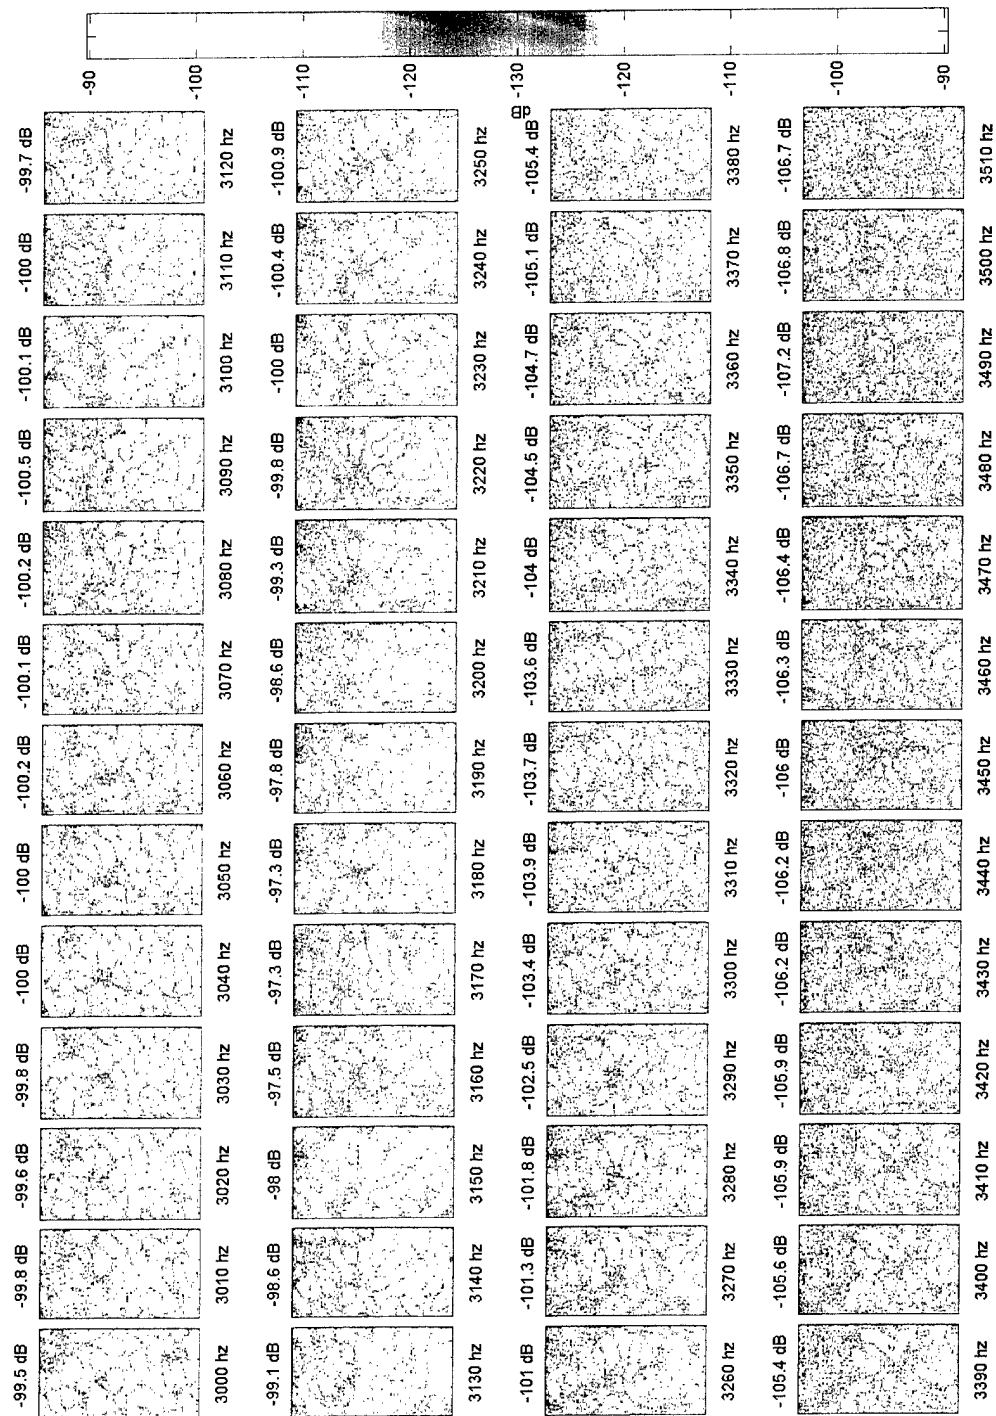 -99.5 dB -99.8 dB -99.6 dB -99.8 dB -100 dB -100 dB -100.2 dB -100.1 dB -100.2 dB -100.5 dB -100.1 dB -100 dB -99.7 dB
3000 hz 3010 hz 3020 hz 3030 hz 3040 hz 3050 hz 3060 hz 3070 hz 3080 hz 3090 hz 3100 hz 3110 hz 3120 hz
-99.1 dB -98.6 dB -98 dB -97.5 dB -97.3 dB -97.3 dB -97.8 dB -98.6 dB -99.3 dB -99.8 dB -100 dB -100.4 dB -100.9 dB
3130 hz 3140 hz 3150 hz 3160 hz 3170 hz 3180 hz 3190 hz 3200 hz 3210 hz 3220 hz 3230 hz 3240 hz 3250 hz
-101 dB -101.3 dB -101.8 dB -102.5 dB -103.4 dB -103.9 dB -103.7 dB -103.6 dB -104 dB -104.5 dB -104.7 dB -105.1 dB -105.4 dB
3260 hz 3270 hz 3280 hz 3290 hz 3300 hz 3310 hz 3320 hz 3330 hz 3340 hz 3350 hz 3360 hz 3370 hz 3380 hz
-105.4 dB -105.6 dB -105.9 dB -105.9 dB -106.2 dB -106.2 dB -106 dB -106.3 dB -106.4 dB -106.7 dB -107.2 dB -106.8 dB -106.7 dB
3390 hz 3400 hz 3410 hz 3420 hz 3430 hz 3440 hz 3450 hz 3460 hz 3470 hz 3480 hz 3490 hz 3500 hz 3510 hz
-90
-100
-110
-120
dB
-130
-120
-110
-100
-90